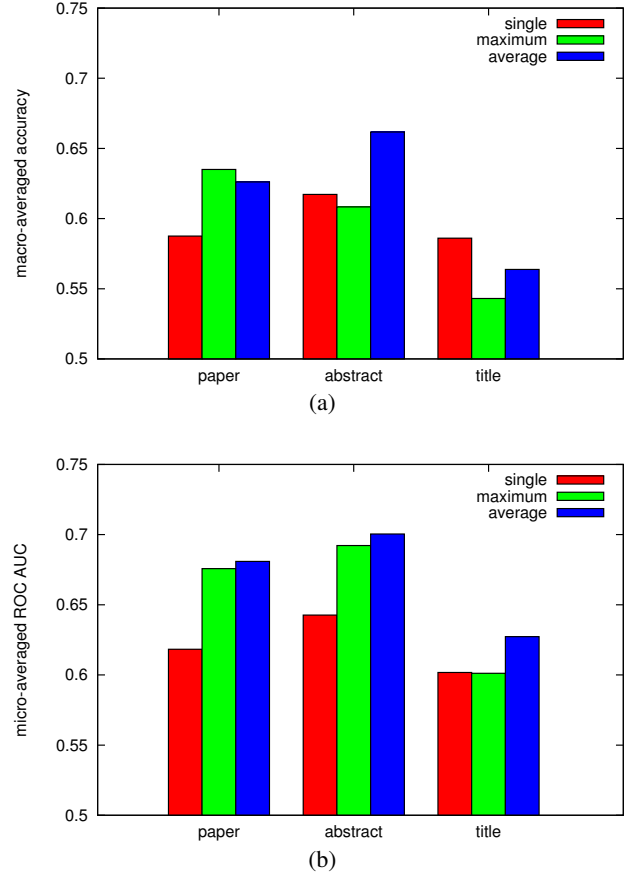 0.75
single
maximum
average
0.7
0.65
0.6
0.55
0.5
macro-averaged accuracy
paper abstract title
(a)
0.75
single
maximum
average
0.7
0.65
0.6
0.55
0.5
micro-averaged ROC AUC
paper abstract title
(b)